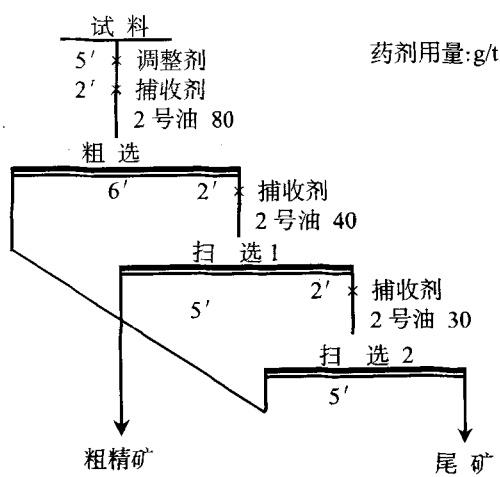 试 料
5′ 调整剂
药剂用量:g/t
2′ 捕收剂
2 号油 80
粗 选
6′
2′ 捕收剂
2 号油 40
扫 选 1
5′
2′ 捕收剂
2 号油 30
扫 选 2
5′
粗精矿
尾 矿